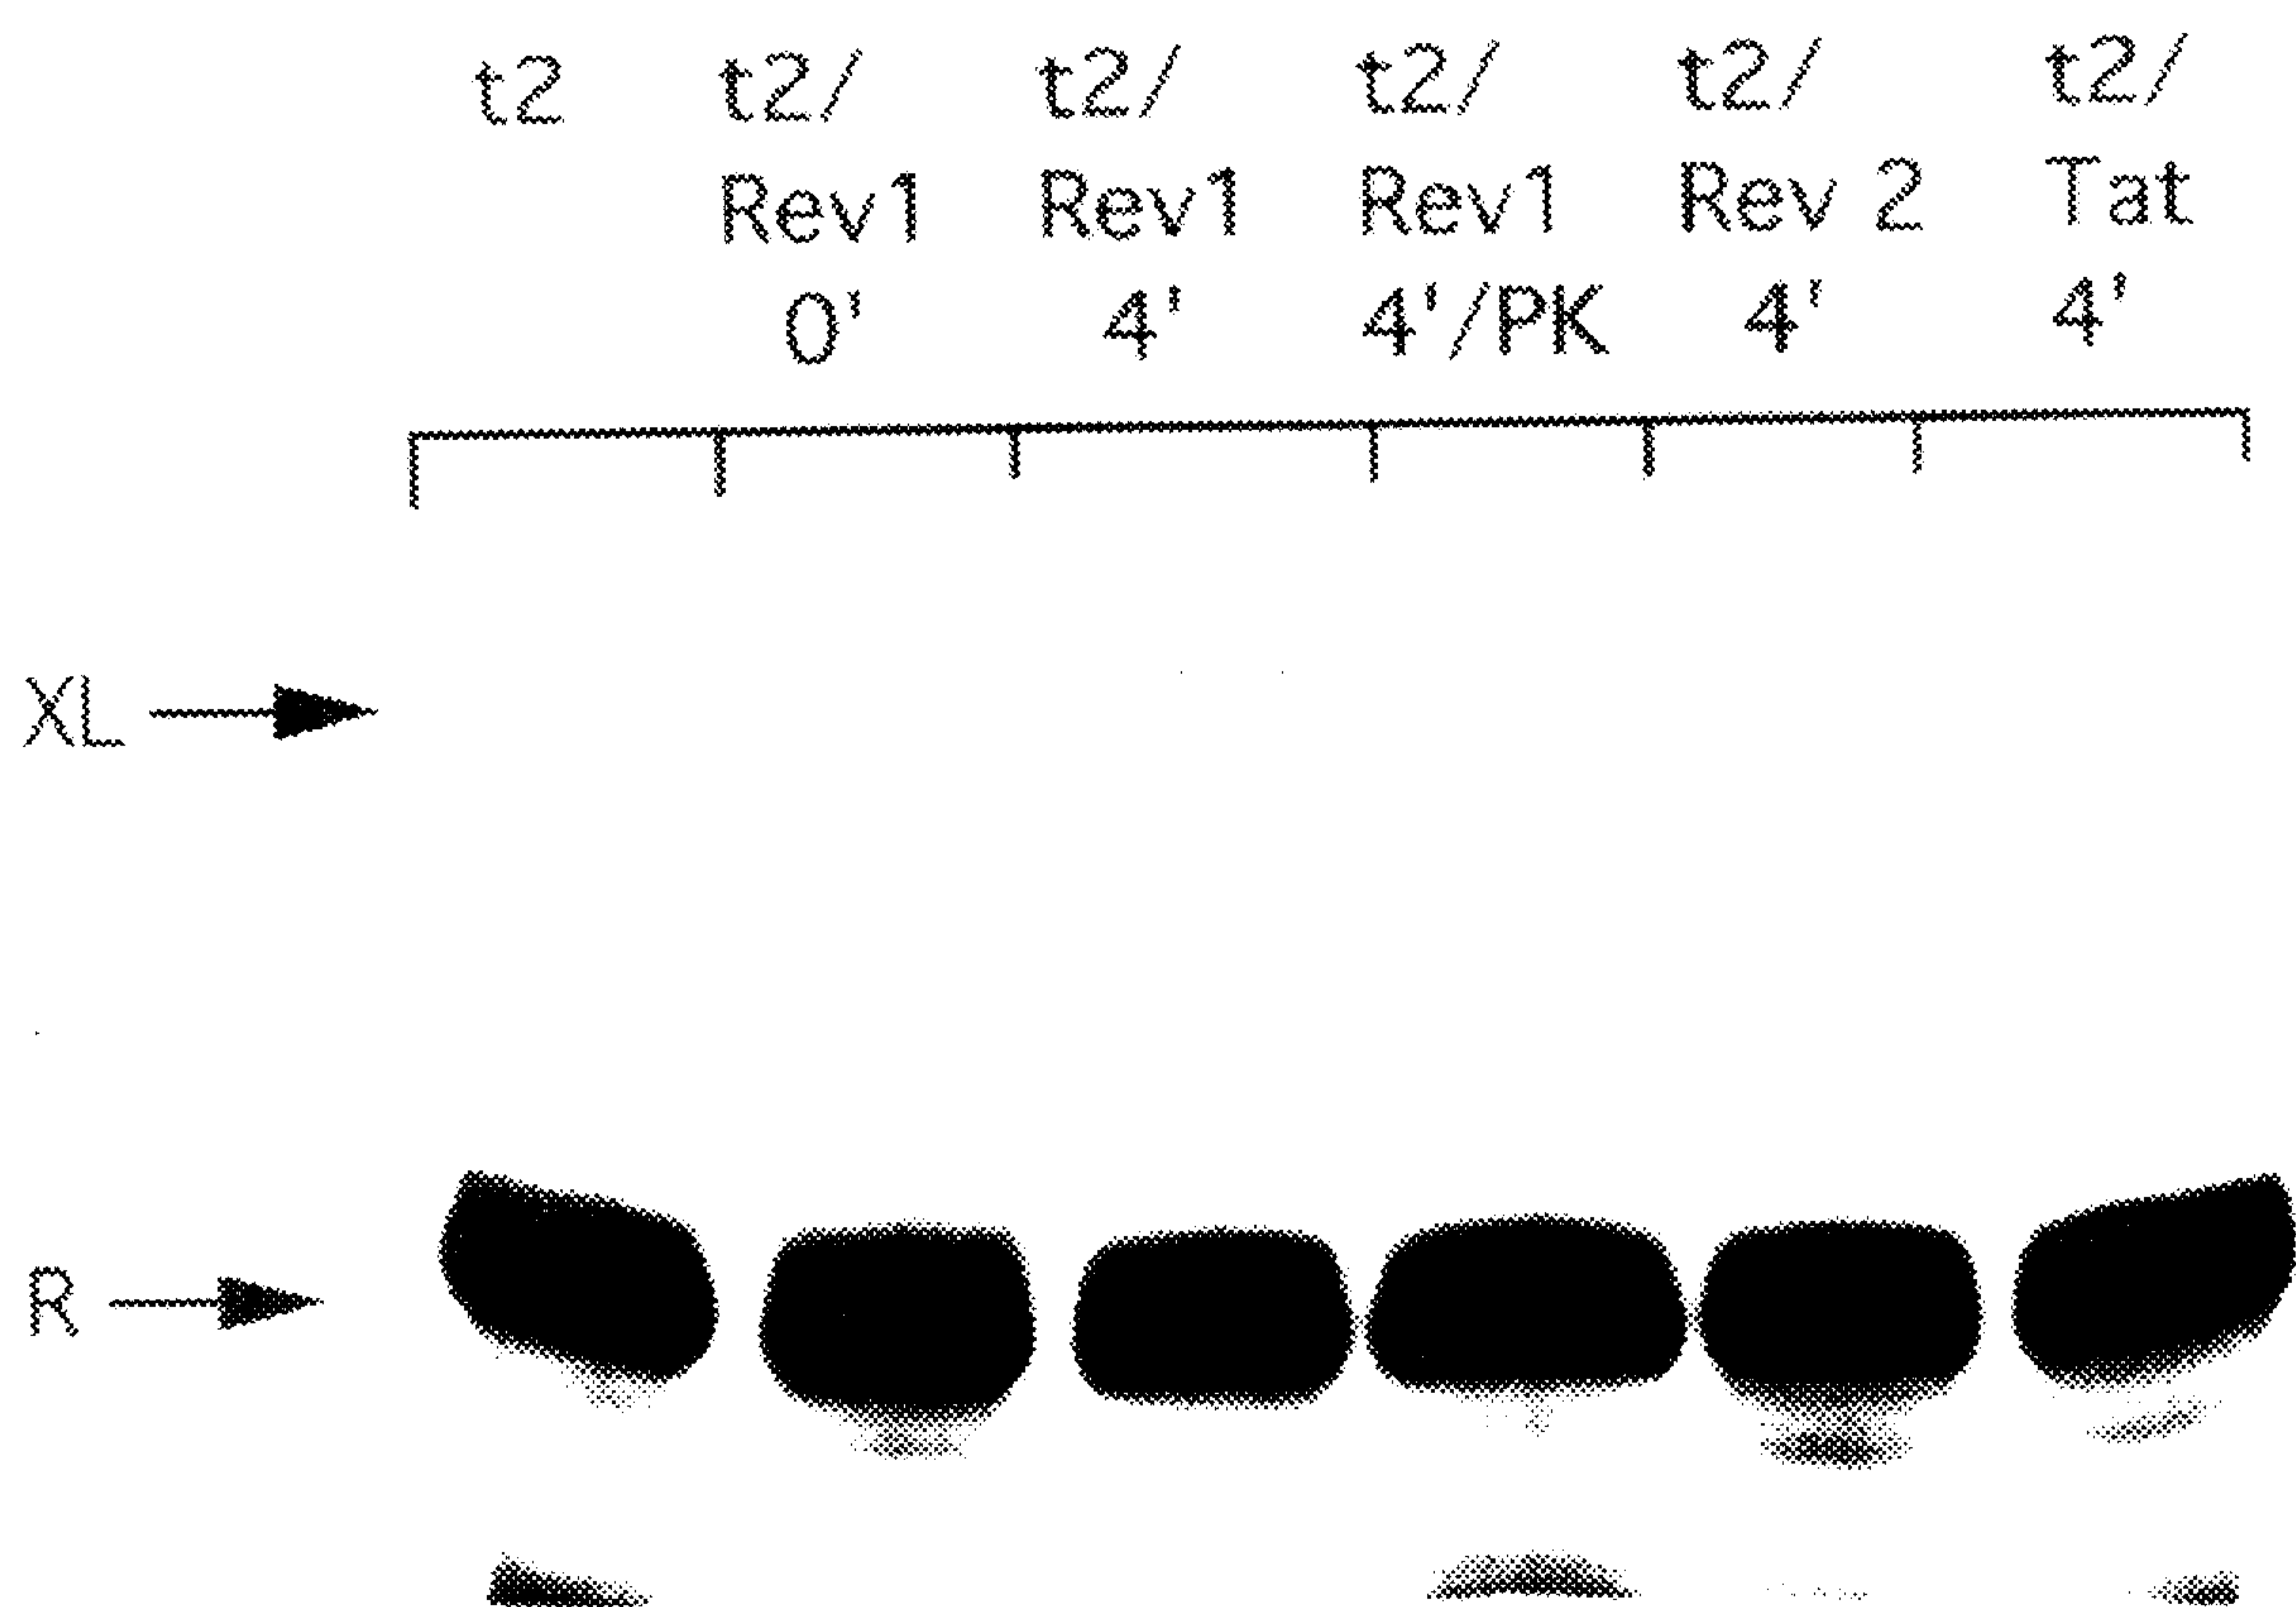 t2 t2/ t2/ t2/ t2/ t2/
Rev1 Rev1 Rev1 Rev 2 Tat
0' 4' 4'/PK 4' 4'
XL
R